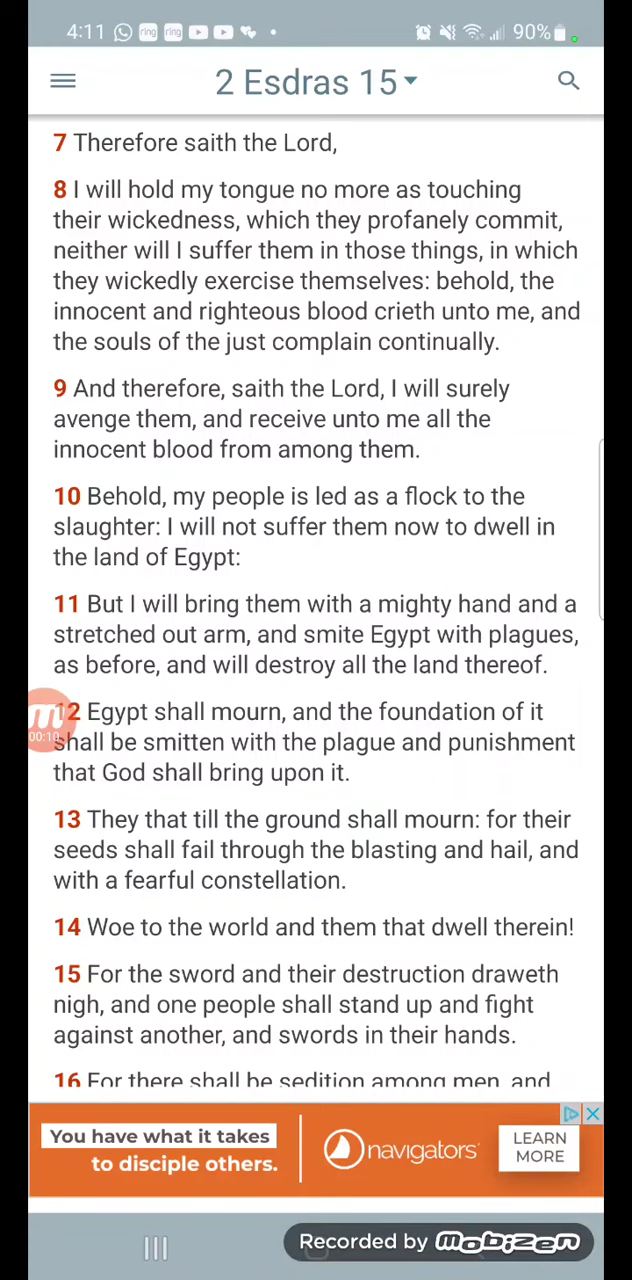 4:11 ring ring 90%
2 Esdras 15
7 Therefore saith the Lord,
8 I will hold my tongue no more as touching
their wickedness, which they profanely commit,
neither will I suffer them in those things, in which
they wickedly exercise themselves: behold, the
innocent and righteous blood crieth unto me, and
the souls of the just complain continually.
9 And therefore, saith the Lord, I will surely
avenge them, and receive unto me all the
innocent blood from among them.
10 Behold, my people is led as a flock to the
slaughter: I will not suffer them now to dwell in
the land of Egypt:
11 But I will bring them with a mighty hand and a
stretched out arm, and smite Egypt with plagues,
as before, and will destroy all the land thereof.
12 Egypt shall mourn, and the foundation of it
00:10
shall be smitten with the plague and punishment
that God shall bring upon it.
13 They that till the ground shall mourn: for their
seeds shall fail through the blasting and hail, and
with a fearful constellation.
14 Woe to the world and them that dwell therein!
15 For the sword and their destruction draweth
nigh, and one people shall stand up and fight
against another, and swords in their hands.
16 For there shall be sedition among men, and
You have what it takes
to disciple others.
navigators
LEARN
MORE
Recorded by mobizen